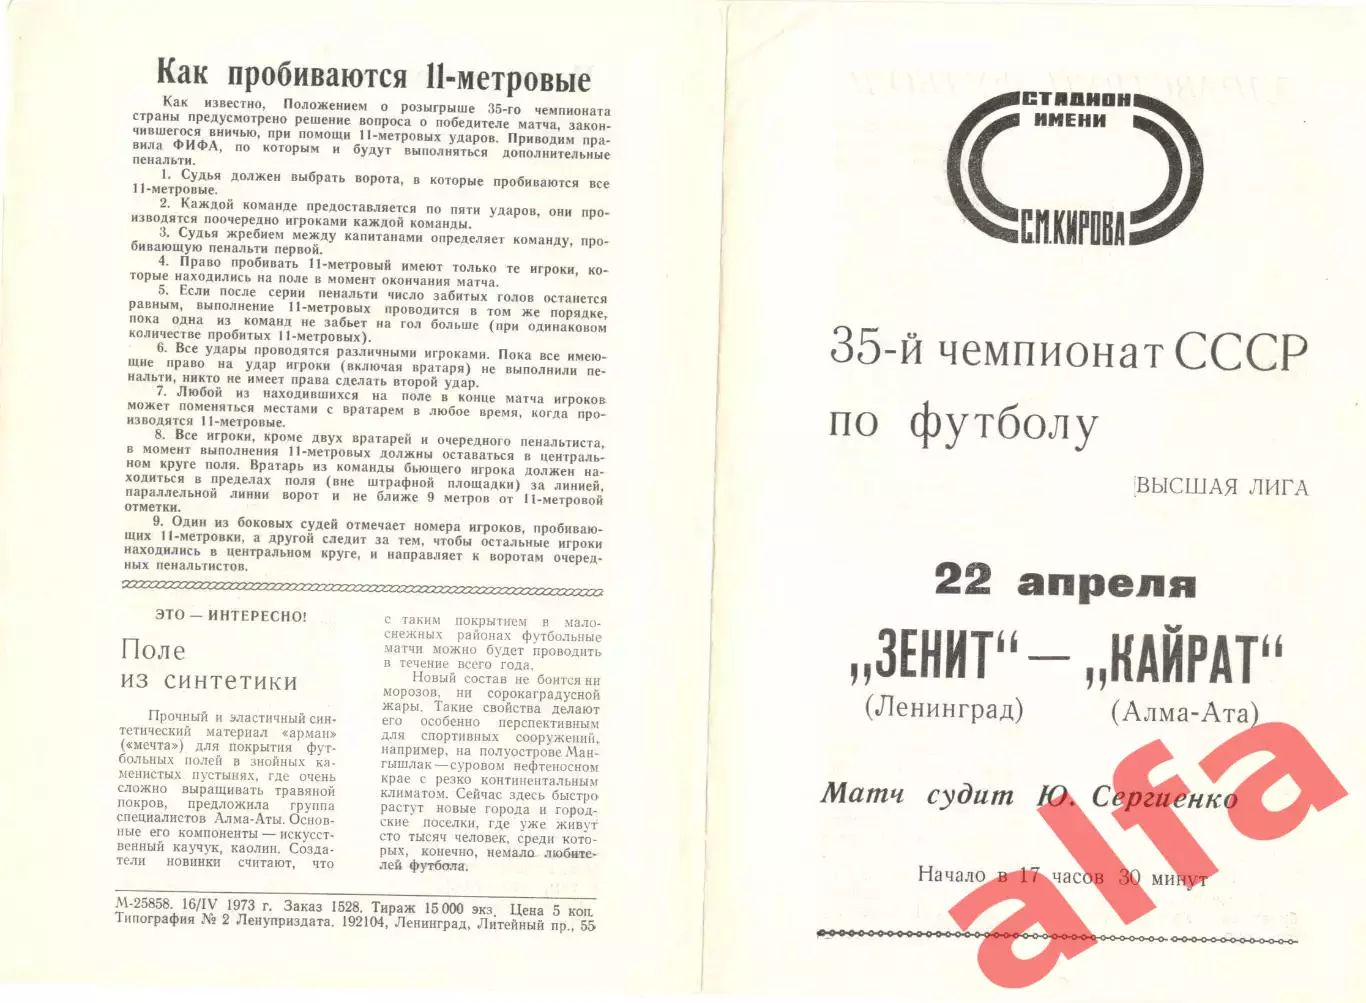 Как пробиваются 11-метровые
Как известно, Положением о розыгрыше 35-го чемпионата
страны предусмотрено решение вопроса о победителе матча, закон-
чившегося вничью, при помощи 11-метровых ударов. Приводим пра-
вила ФИФА, по которым и будут выполняться дополнительные
пенальти.
1. Судья должен выбрать ворота, в которые пробиваются все
11-метровые.
2. Каждой команде предоставляется по пяти ударов, они про-
изводятся поочередно игроками каждой команды.
3. Судья жребием между капитанами определяет команду, про-
бивающую пенальти первой.
4. Право пробивать 11-метровый имеют только те игроки, ко-
торые находились на поле в момент окончания матча.
5. Если после серии пенальти число забитых голов останется
равным, выполнение 11-метровых проводится в том же порядке,
пока одна из команд не забьет на гол больше (при одинаковом
количестве пробитых 11-метровых).
6. Все удары проводятся различными игроками. Пока все имею-
щие право на удар игроки (включая вратаря) не выполнили пе-
нальти, никто не имеет права сделать второй удар.
7. Любой из находившихся на поле в конце матча игроков
может поменяться местами с вратарем в любое время, когда про-
изводятся 11-метровые.
8. Все игроки, кроме двух вратарей и очередного пенальтиста,
в момент выполнения 11-метровых должны оставаться в централь-
ном круге поля. Вратарь из команды бьющего игрока должен на-
ходиться в пределах поля (вне штрафной площадки) за линией,
параллельной линии ворот и не ближе 9 метров от 11-метровой
отметки.
9. Один из боковых судей отмечает номера игроков, пробиваю-
щих 11-метровки, а другой следит за тем, чтобы остальные игроки
находились в центральном круге, и направляет к воротам очеред-
ных пенальтистов.
ЭТО — ИНТЕРЕСНО!
Поле
из синтетики
Прочный и эластичный син-
тетический материал «арман»
(«мечта») для покрытия фут-
больных полей в знойных ка-
менистых пустынях, где очень
сложно выращивать травяной
покров, предложила группа
специалистов Алма-Аты. Основ-
ные его компоненты — искусст-
венный каучук, каолин. Созда-
тели новинки считают, что
с таким покрытием в мало-
снежных районах футбольные
матчи можно будет проводить
в течение всего года.
Новый состав не боится ни
морозов, ни сорокаградусной
жары. Такие свойства делают
его особенно перспективным
для спортивных сооружений,
например, на полуострове Ман-
гышлак — суровом нефтеносном
крае с резко континентальным
климатом. Сейчас здесь быстро
растут новые города и город-
ские поселки, где уже живут
сто тысяч человек, среди кото-
рых, конечно, немало любите-
лей футбола.
М-25858. 16/IV 1973 г. Заказ 1528. Тираж 15 000 экз. Цена 5 коп.
Типография № 2 Ленуприздата. 192104, Ленинград, Литейный пр., 55
СТАДИОН
ИМЕНИ
С.М.КИРОВА
35-й чемпионат СССР
по футболу
ВЫСШАЯ ЛИГА
22 апреля
„ЗЕНИТ“ — „КАЙРАТ“
(Ленинград) (Алма-Ата)
Матч судит Ю. Сергиенко
Начало в 17 часов 30 минут
alfa